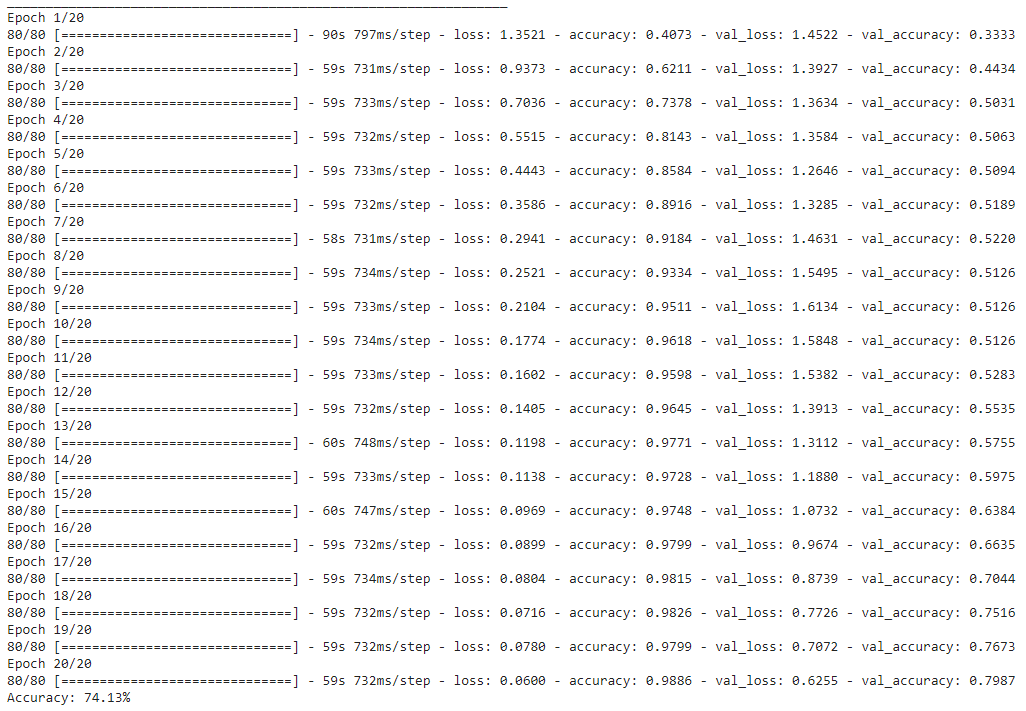 _________________________________________________________________
Epoch 1/20
80/80 [==============================] - 90s 797ms/step - loss: 1.3521 - accuracy: 0.4073 - val_loss: 1.4522 - val_accuracy: 0.3333
Epoch 2/20
80/80 [==============================] - 59s 731ms/step - loss: 0.9373 - accuracy: 0.6211 - val_loss: 1.3927 - val_accuracy: 0.4434
Epoch 3/20
80/80 [==============================] - 59s 733ms/step - loss: 0.7036 - accuracy: 0.7378 - val_loss: 1.3634 - val_accuracy: 0.5031
Epoch 4/20
80/80 [==============================] - 59s 732ms/step - loss: 0.5515 - accuracy: 0.8143 - val_loss: 1.3584 - val_accuracy: 0.5063
Epoch 5/20
80/80 [==============================] - 59s 733ms/step - loss: 0.4443 - accuracy: 0.8584 - val_loss: 1.2646 - val_accuracy: 0.5094
Epoch 6/20
80/80 [==============================] - 59s 732ms/step - loss: 0.3586 - accuracy: 0.8916 - val_loss: 1.3285 - val_accuracy: 0.5189
Epoch 7/20
80/80 [==============================] - 58s 731ms/step - loss: 0.2941 - accuracy: 0.9184 - val_loss: 1.4631 - val_accuracy: 0.5220
Epoch 8/20
80/80 [==============================] - 59s 734ms/step - loss: 0.2521 - accuracy: 0.9334 - val_loss: 1.5495 - val_accuracy: 0.5126
Epoch 9/20
80/80 [==============================] - 59s 733ms/step - loss: 0.2104 - accuracy: 0.9511 - val_loss: 1.6134 - val_accuracy: 0.5126
Epoch 10/20
80/80 [==============================] - 59s 734ms/step - loss: 0.1774 - accuracy: 0.9618 - val_loss: 1.5848 - val_accuracy: 0.5126
Epoch 11/20
80/80 [==============================] - 59s 733ms/step - loss: 0.1602 - accuracy: 0.9598 - val_loss: 1.5382 - val_accuracy: 0.5283
Epoch 12/20
80/80 [==============================] - 59s 732ms/step - loss: 0.1405 - accuracy: 0.9645 - val_loss: 1.3913 - val_accuracy: 0.5535
Epoch 13/20
80/80 [==============================] - 60s 748ms/step - loss: 0.1198 - accuracy: 0.9771 - val_loss: 1.3112 - val_accuracy: 0.5755
Epoch 14/20
80/80 [==============================] - 59s 733ms/step - loss: 0.1138 - accuracy: 0.9728 - val_loss: 1.1880 - val_accuracy: 0.5975
Epoch 15/20
80/80 [==============================] - 60s 747ms/step - loss: 0.0969 - accuracy: 0.9748 - val_loss: 1.0732 - val_accuracy: 0.6384
Epoch 16/20
80/80 [==============================] - 59s 732ms/step - loss: 0.0899 - accuracy: 0.9799 - val_loss: 0.9674 - val_accuracy: 0.6635
Epoch 17/20
80/80 [==============================] - 59s 734ms/step - loss: 0.0804 - accuracy: 0.9815 - val_loss: 0.8739 - val_accuracy: 0.7044
Epoch 18/20
80/80 [==============================] - 59s 732ms/step - loss: 0.0716 - accuracy: 0.9826 - val_loss: 0.7726 - val_accuracy: 0.7516
Epoch 19/20
80/80 [==============================] - 59s 732ms/step - loss: 0.0780 - accuracy: 0.9799 - val_loss: 0.7072 - val_accuracy: 0.7673
Epoch 20/20
80/80 [==============================] - 59s 732ms/step - loss: 0.0600 - accuracy: 0.9886 - val_loss: 0.6255 - val_accuracy: 0.7987
Accuracy: 74.13%